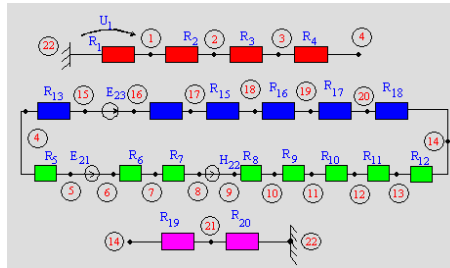 U1
22 R1 1 R2 2 R3 3 R4 4
R13 15 E23 16 17 R15 18 R16 19 R17 20 R18
4 14
R5 E21 R6 R7 H22 R8 R9 R10 R11 R12
5 6 7 8 9 10 11 12 13
14 R19 21 R20 22